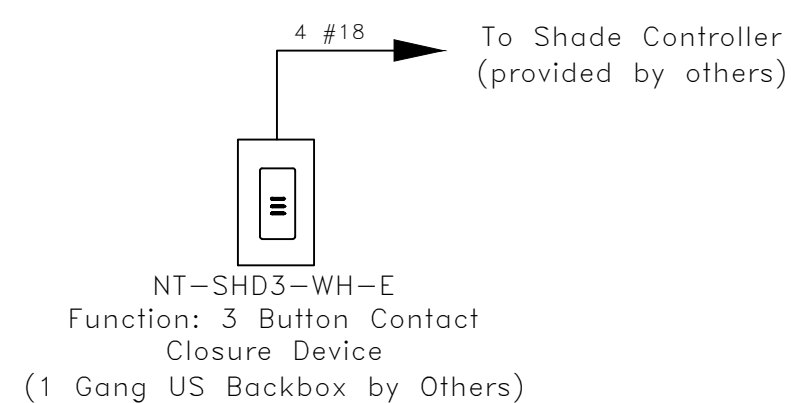 4 #18
To Shade Controller
(provided by others)
NT-SHD3-WH-E
Function: 3 Button Contact
Closure Device
(1 Gang US Backbox by Others)